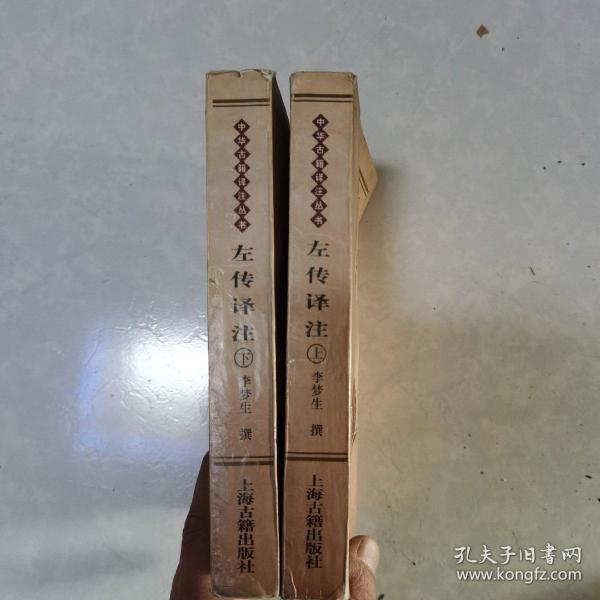 中华古籍译注丛书
左传译注
下
李梦生 撰
上海古籍出版社
中华古籍译注丛书
左传译注
上
李梦生 撰
上海古籍出版社
孔夫子旧书网
www.kongfz.com